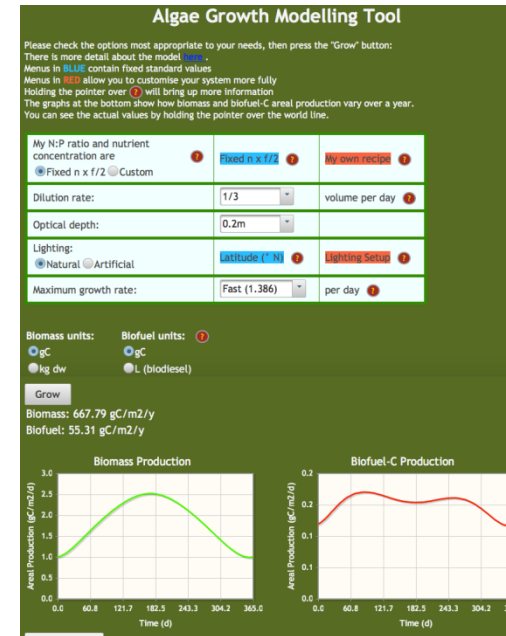 Algae Growth Modelling Tool
Please check the options most appropriate to your needs, then press the "Grow" button:
There is more detail about the model here .
Menus in BLUE contain fixed standard values
Menus in RED allow you to customise your system more fully
Holding the pointer over ? will bring up more information
The graphs at the bottom show how biomass and biofuel-C areal production vary over a year.
You can see the actual values by holding the pointer over the world line.
My N:P ratio and nutrient
concentration are ? Fixed n x f/2 ? My own recipe ?
Fixed n x f/2 Custom
Dilution rate: 1/3 volume per day ?
Optical depth: 0.2m
Lighting:
Natural Artificial Latitude (° N) ? Lighting Setup ?
Maximum growth rate: Fast (1.386) per day ?
Biomass units: Biofuel units: ?
gC gC
kg dw L (biodiesel)
Grow
Biomass: 667.79 gC/m2/y
Biofuel: 55.31 gC/m2/y
Biomass Production
Areal Production (gC/m2/d)
3.0
2.5
2.0
1.5
1.0
0.5
0.0
0.0 60.8 121.7 182.5 243.3 304.2 365.0
Time (d)
Biofuel-C Production
Areal Production (gC/m2/d)
0.2
0.2
0.1
0.1
0.0
0.0 60.8 121.7 182.5 243.3 304.2
Time (d)